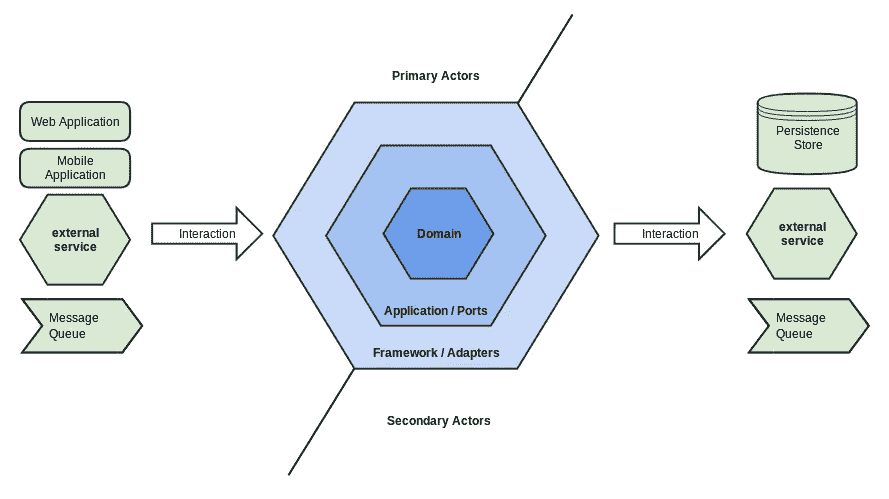 Primary Actors
Web Application
Mobile
Application
external
service
Message
Queue
Interaction
Domain
Application / Ports
Framework / Adapters
Secondary Actors
Interaction
Persistence
Store
external
service
Message
Queue